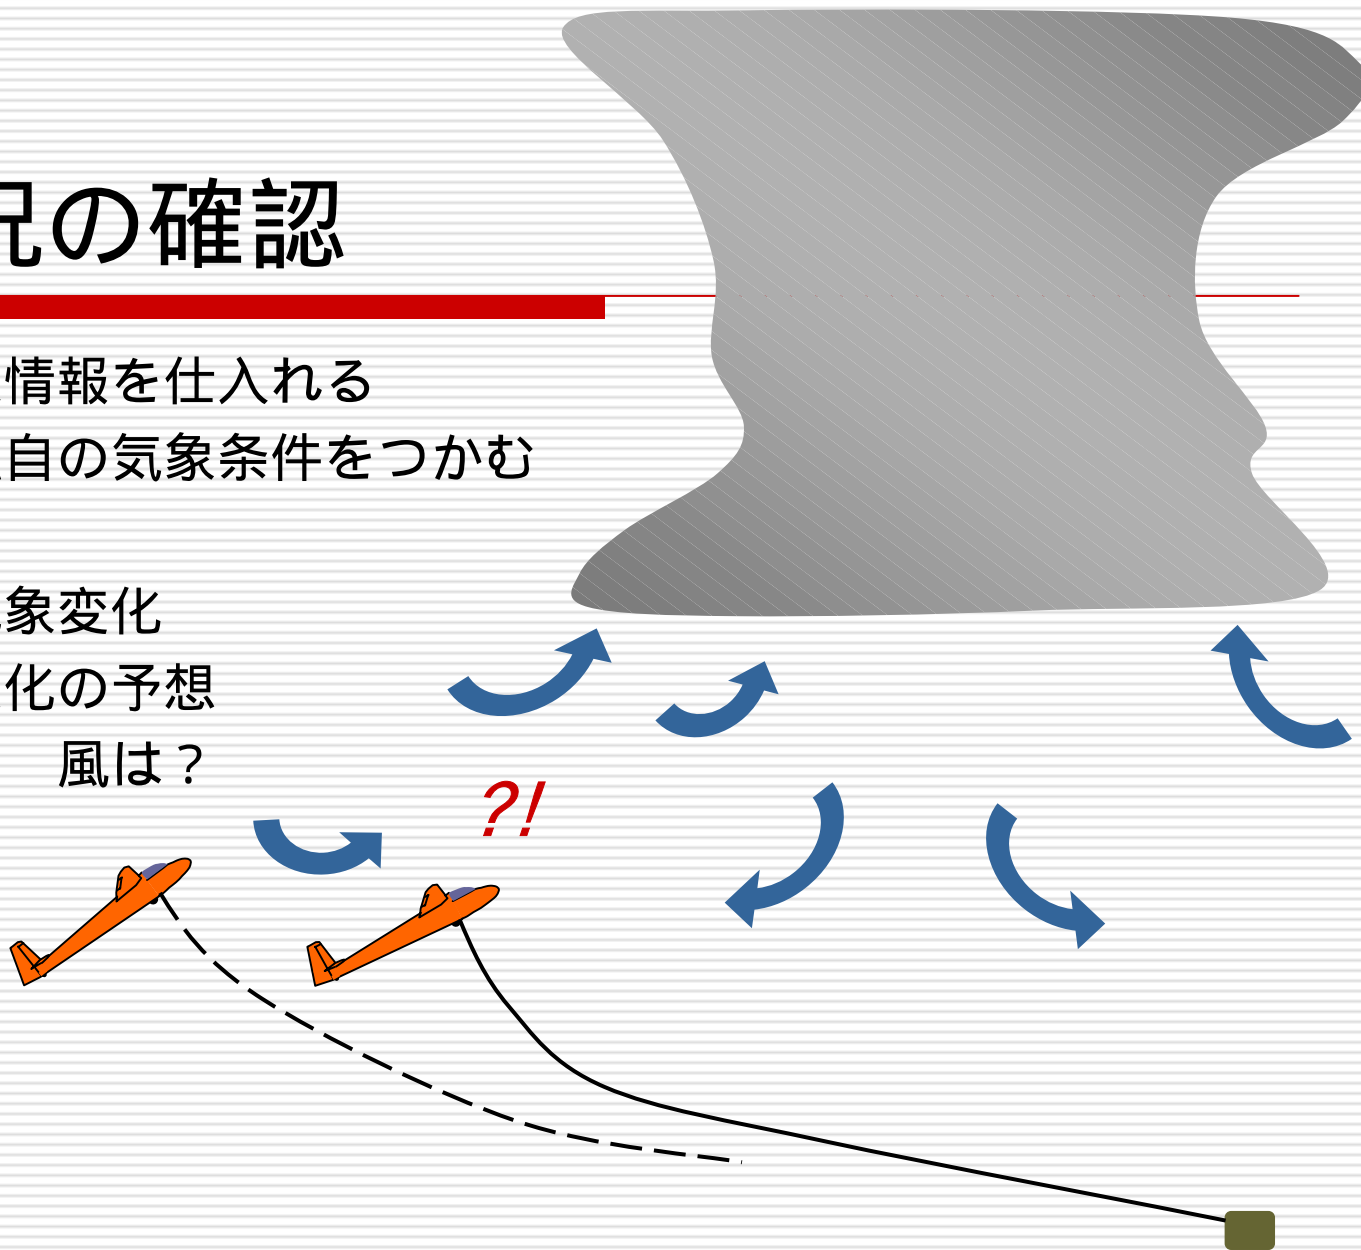 況の確認
情報を仕入れる
自の気象条件をつかむ
象変化
化の予想
風は？
?!